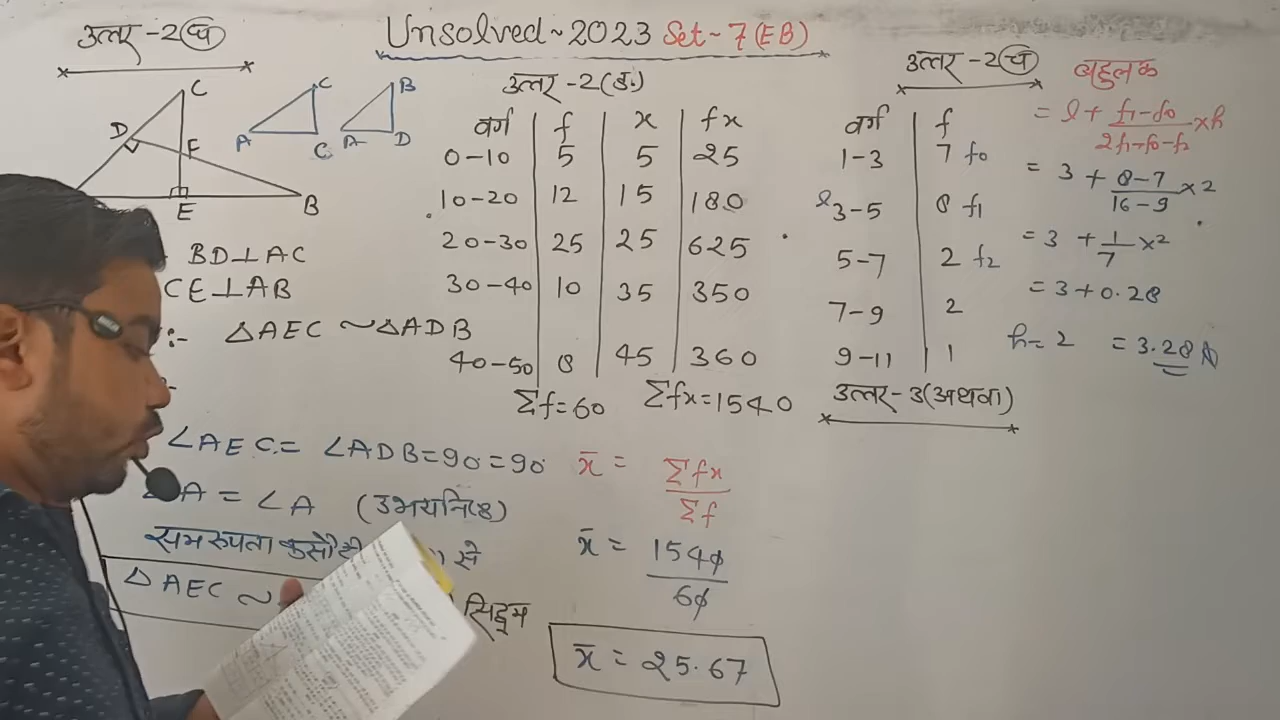 Unsolved~2023 Set-7(EB)
उत्तर-2(घ)
C
D
F
E
B
A C C
A B D
BD⊥AC
CE⊥AB
:- △AEC ~ △ADB
∠AEC = ∠ADB=90=90
∠A = ∠A (उभयनिष्ठ)
समरुपता कसौटी से
△AEC ~
सिद्धम
उत्तर-2(ड.)
वर्ग f x fx
0-10 5 5 25
10-20 12 15 180
20-30 25 25 625
30-40 10 35 350
40-50 8 45 360
Σf=60 Σfx=1540
x̄ = Σfx/Σf
x̄ = 1540/60
x̄ = 25.67
उत्तर-2(च)
वर्ग f
1-3 7 f0
l 3-5 8 f1
5-7 2 f2
7-9 2
9-11 1
बहुलक
= l + (f1-f0)/(2f1-f0-f2) × h
= 3 + (8-7)/(16-9) × 2
= 3 + 1/7 × 2
= 3+0.28
h= 2 = 3.28
उत्तर-3(अथवा)